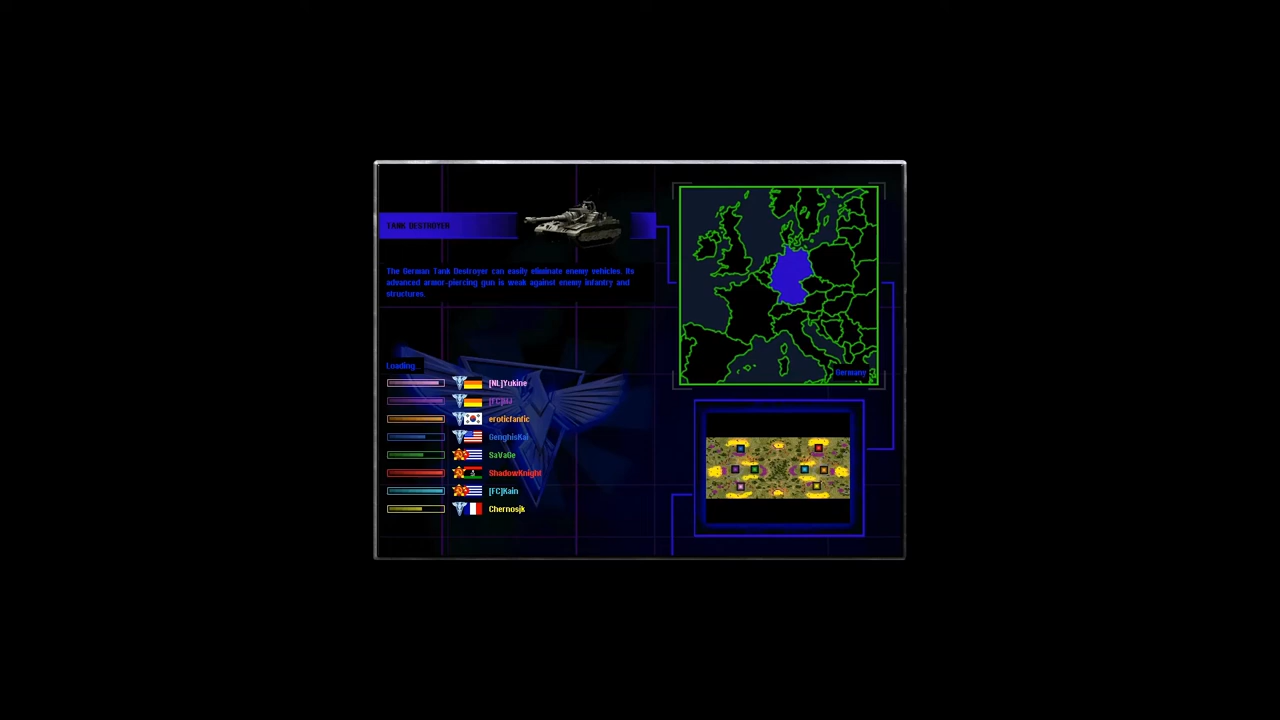 TANK DESTROYER
The German Tank Destroyer can easily eliminate enemy vehicles. Its
advanced armor-piercing gun is weak against enemy infantry and
structures.
Germany
Loading...
[NL]Yukine
eroticfanfic
GenghisKai
SaVaGe
ShadowKnight
[FC]Kain
Chernosjk